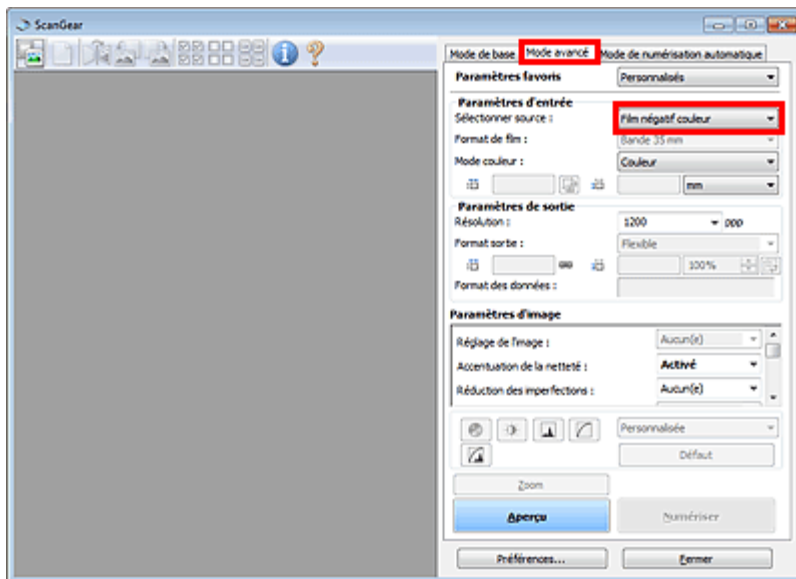 ScanGear
Mode de base Mode avancé Mode de numérisation automatique
Paramètres favoris Personnalisés
Paramètres d'entrée
Sélectionner source : Film négatif couleur
Format de film : Bande 35 mm
Mode couleur : Couleur
mm
Paramètres de sortie
Résolution : 1200 ppp
Format sortie : Flexible
100%
Format des données :
Paramètres d'image
Réglage de l'image : Aucun(e)
Accentuation de la netteté : Activé
Réduction des imperfections : Aucun(e)
Personnalisée
Défaut
Zoom
Aperçu Numériser
Préférences... Fermer